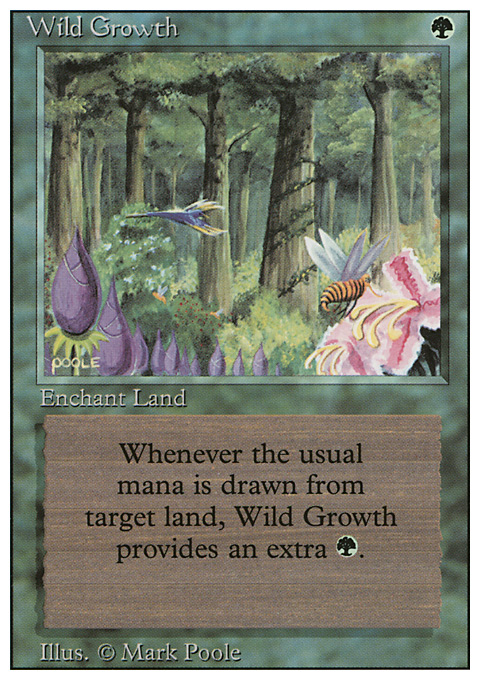 Wild Growth
POOLE
Enchant Land
Whenever the usual
mana is drawn from
target land, Wild Growth
provides an extra .
Illus. © Mark Poole